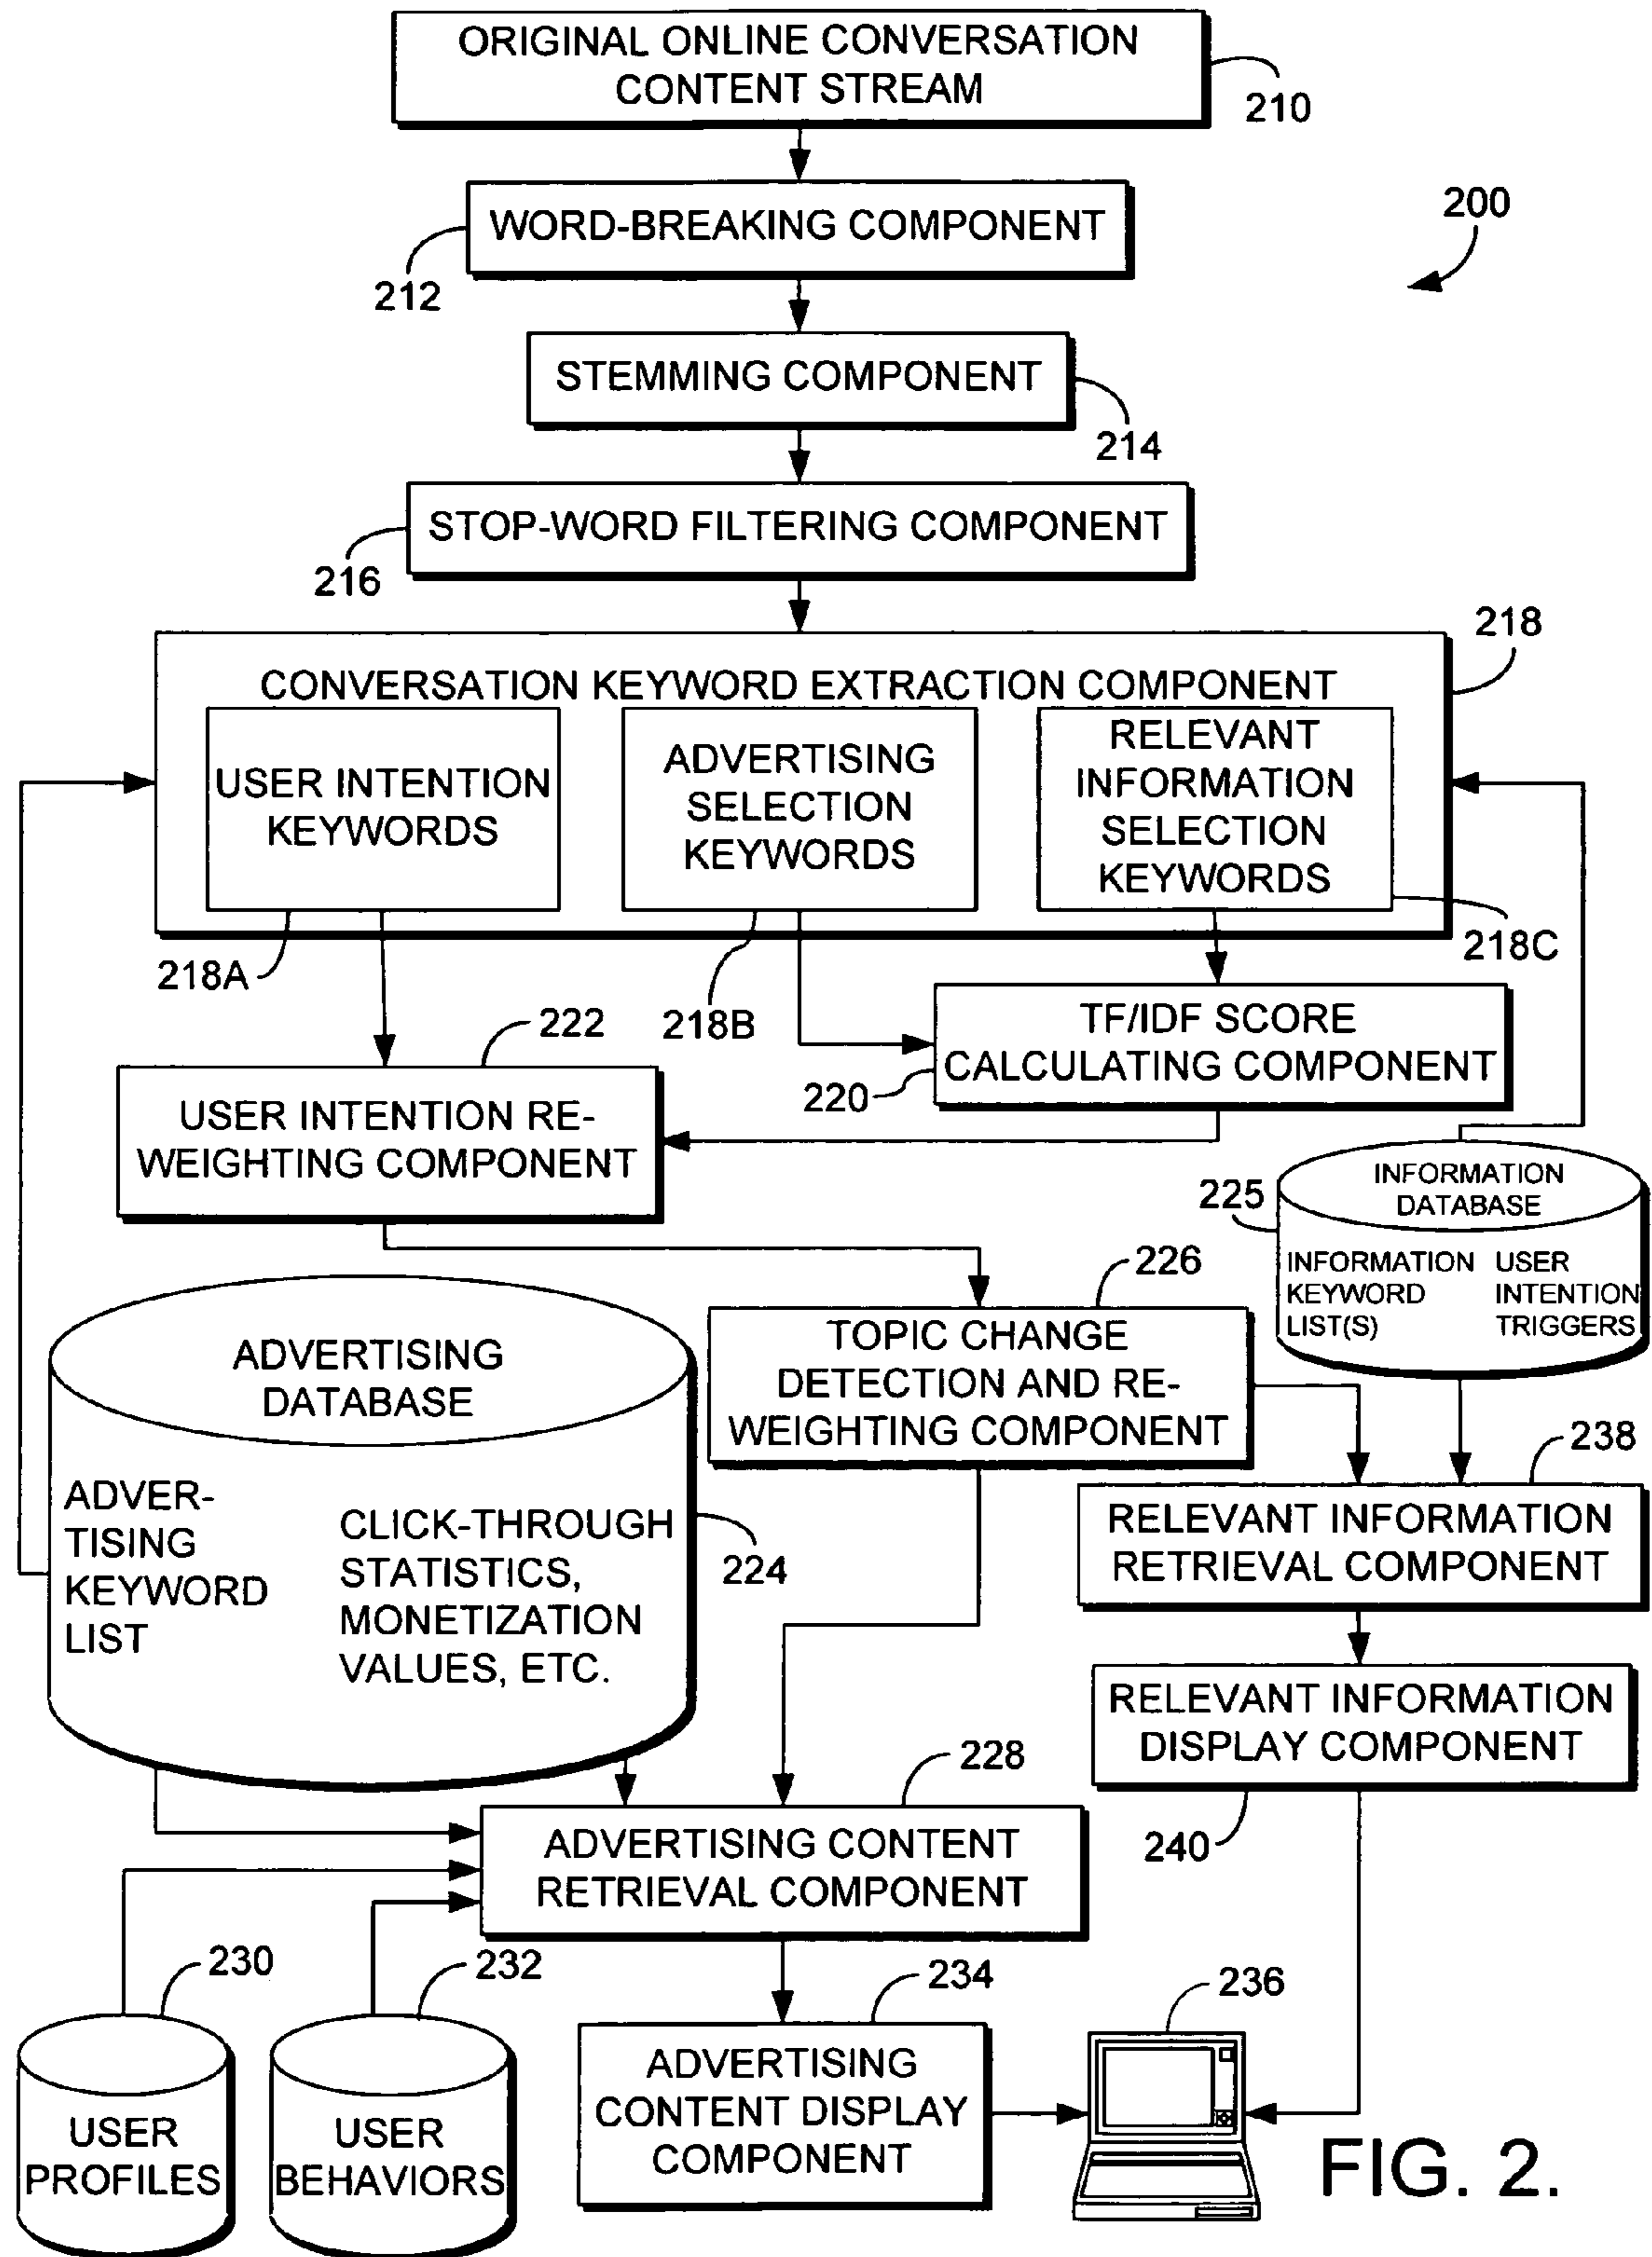 ORIGINAL ONLINE CONVERSATION
CONTENT STREAM
210
WORD-BREAKING COMPONENT
200
212
STEMMING COMPONENT
214
STOP-WORD FILTERING COMPONENT
216
218
CONVERSATION KEYWORD EXTRACTION COMPONENT
USER INTENTION
KEYWORDS
ADVERTISING
SELECTION
KEYWORDS
RELEVANT
INFORMATION
SELECTION
KEYWORDS
218A
218B
218C
222
TF/IDF SCORE
CALCULATING COMPONENT
220
USER INTENTION RE-
WEIGHTING COMPONENT
225
INFORMATION
DATABASE
INFORMATION
KEYWORD
LIST(S)
USER
INTENTION
TRIGGERS
226
TOPIC CHANGE
DETECTION AND RE-
WEIGHTING COMPONENT
ADVERTISING
DATABASE
ADVER-
TISING
KEYWORD
LIST
CLICK-THROUGH
STATISTICS,
MONETIZATION
VALUES, ETC.
224
238
RELEVANT INFORMATION
RETRIEVAL COMPONENT
RELEVANT INFORMATION
DISPLAY COMPONENT
240
228
ADVERTISING CONTENT
RETRIEVAL COMPONENT
230
232
234
236
USER
PROFILES
USER
BEHAVIORS
ADVERTISING
CONTENT DISPLAY
COMPONENT
FIG. 2.